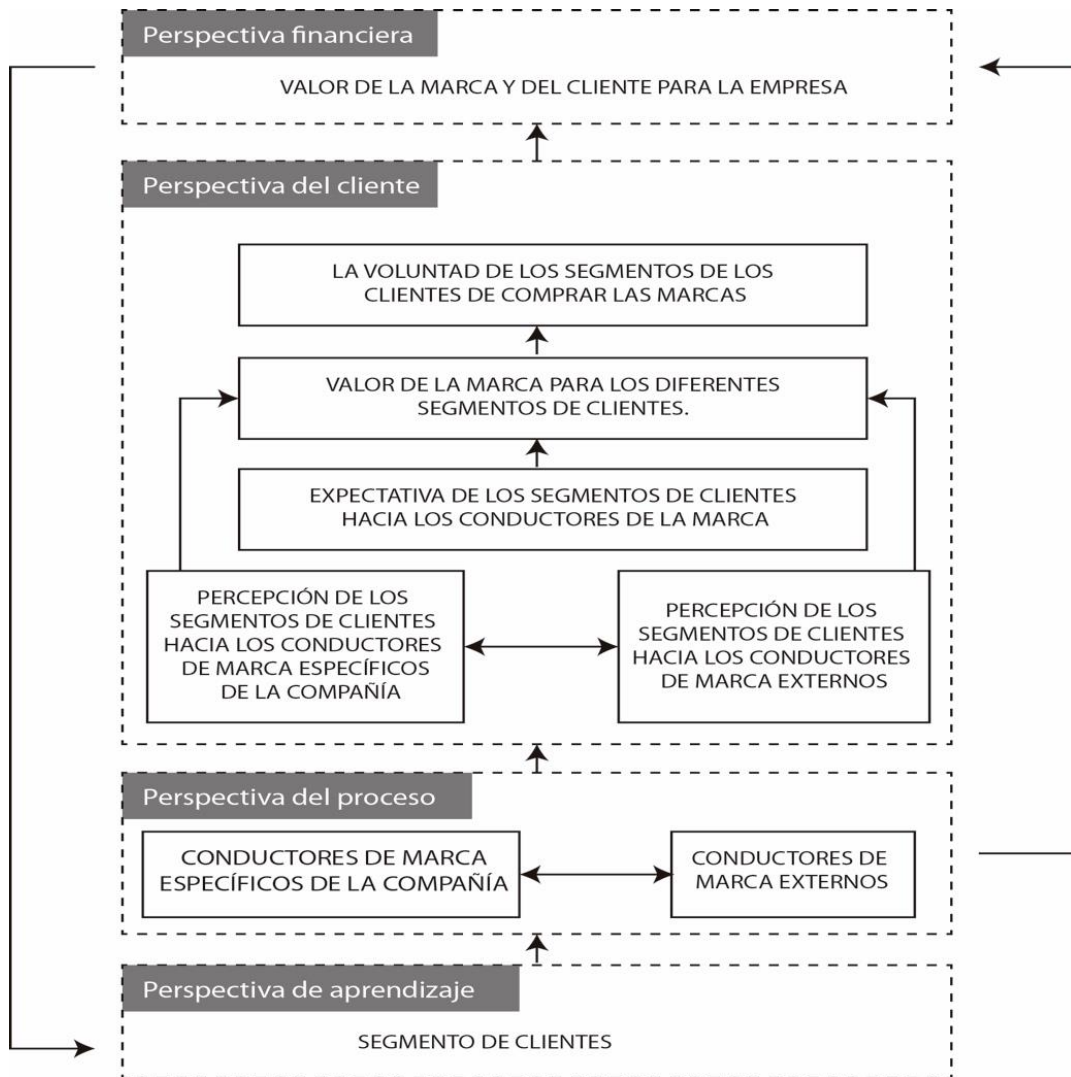 Perspectiva financiera
VALOR DE LA MARCA Y DEL CLIENTE PARA LA EMPRESA
Perspectiva del cliente
LA VOLUNTAD DE LOS SEGMENTOS DE LOS
CLIENTES DE COMPRAR LAS MARCAS
VALOR DE LA MARCA PARA LOS DIFERENTES
SEGMENTOS DE CLIENTES.
EXPECTATIVA DE LOS SEGMENTOS DE CLIENTES
HACIA LOS CONDUCTORES DE LA MARCA
PERCEPCIÓN DE LOS
SEGMENTOS DE CLIENTES
HACIA LOS CONDUCTORES
DE MARCA ESPECÍFICOS
DE LA COMPAÑÍA
PERCEPCIÓN DE LOS
SEGMENTOS DE CLIENTES
HACIA LOS CONDUCTORES
DE MARCA EXTERNOS
Perspectiva del proceso
CONDUCTORES DE MARCA
ESPECÍFICOS DE LA COMPAÑÍA
CONDUCTORES DE
MARCA EXTERNOS
Perspectiva de aprendizaje
SEGMENTO DE CLIENTES